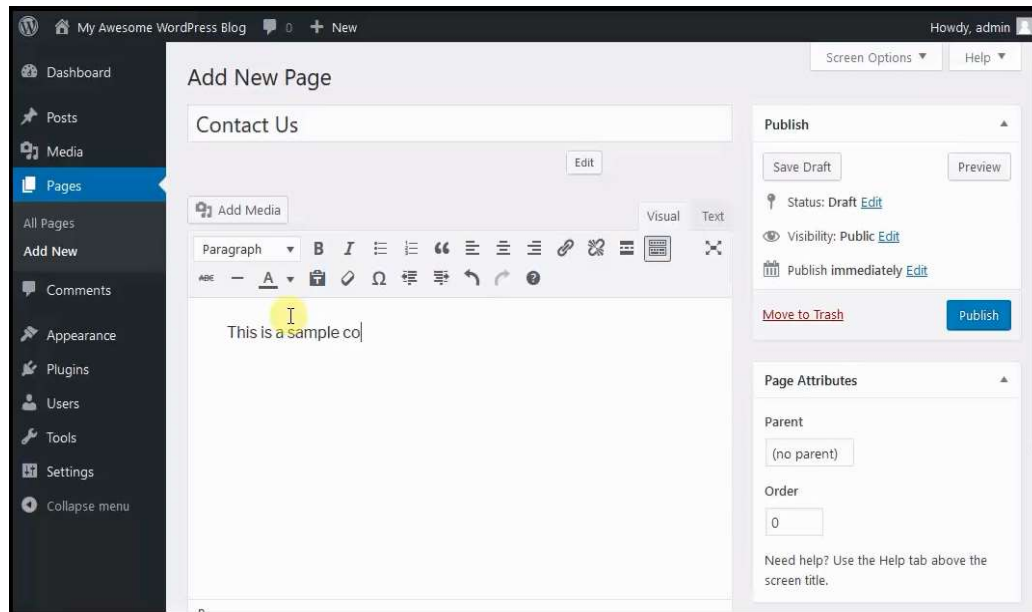 My Awesome WordPress Blog 0 + New Howdy, admin
Screen Options ▼ Help ▼
Dashboard
Posts
Media
Pages
All Pages
Add New
Comments
Appearance
Plugins
Users
Tools
Settings
Collapse menu
Add New Page
Contact Us
Edit
Add Media
Visual Text
Paragraph B I
ABE A Ω
This is a sample co
Publish
Save Draft Preview
Status: Draft Edit
Visibility: Public Edit
Publish immediately Edit
Move to Trash Publish
Page Attributes
Parent
(no parent)
Order
0
Need help? Use the Help tab above the
screen title.